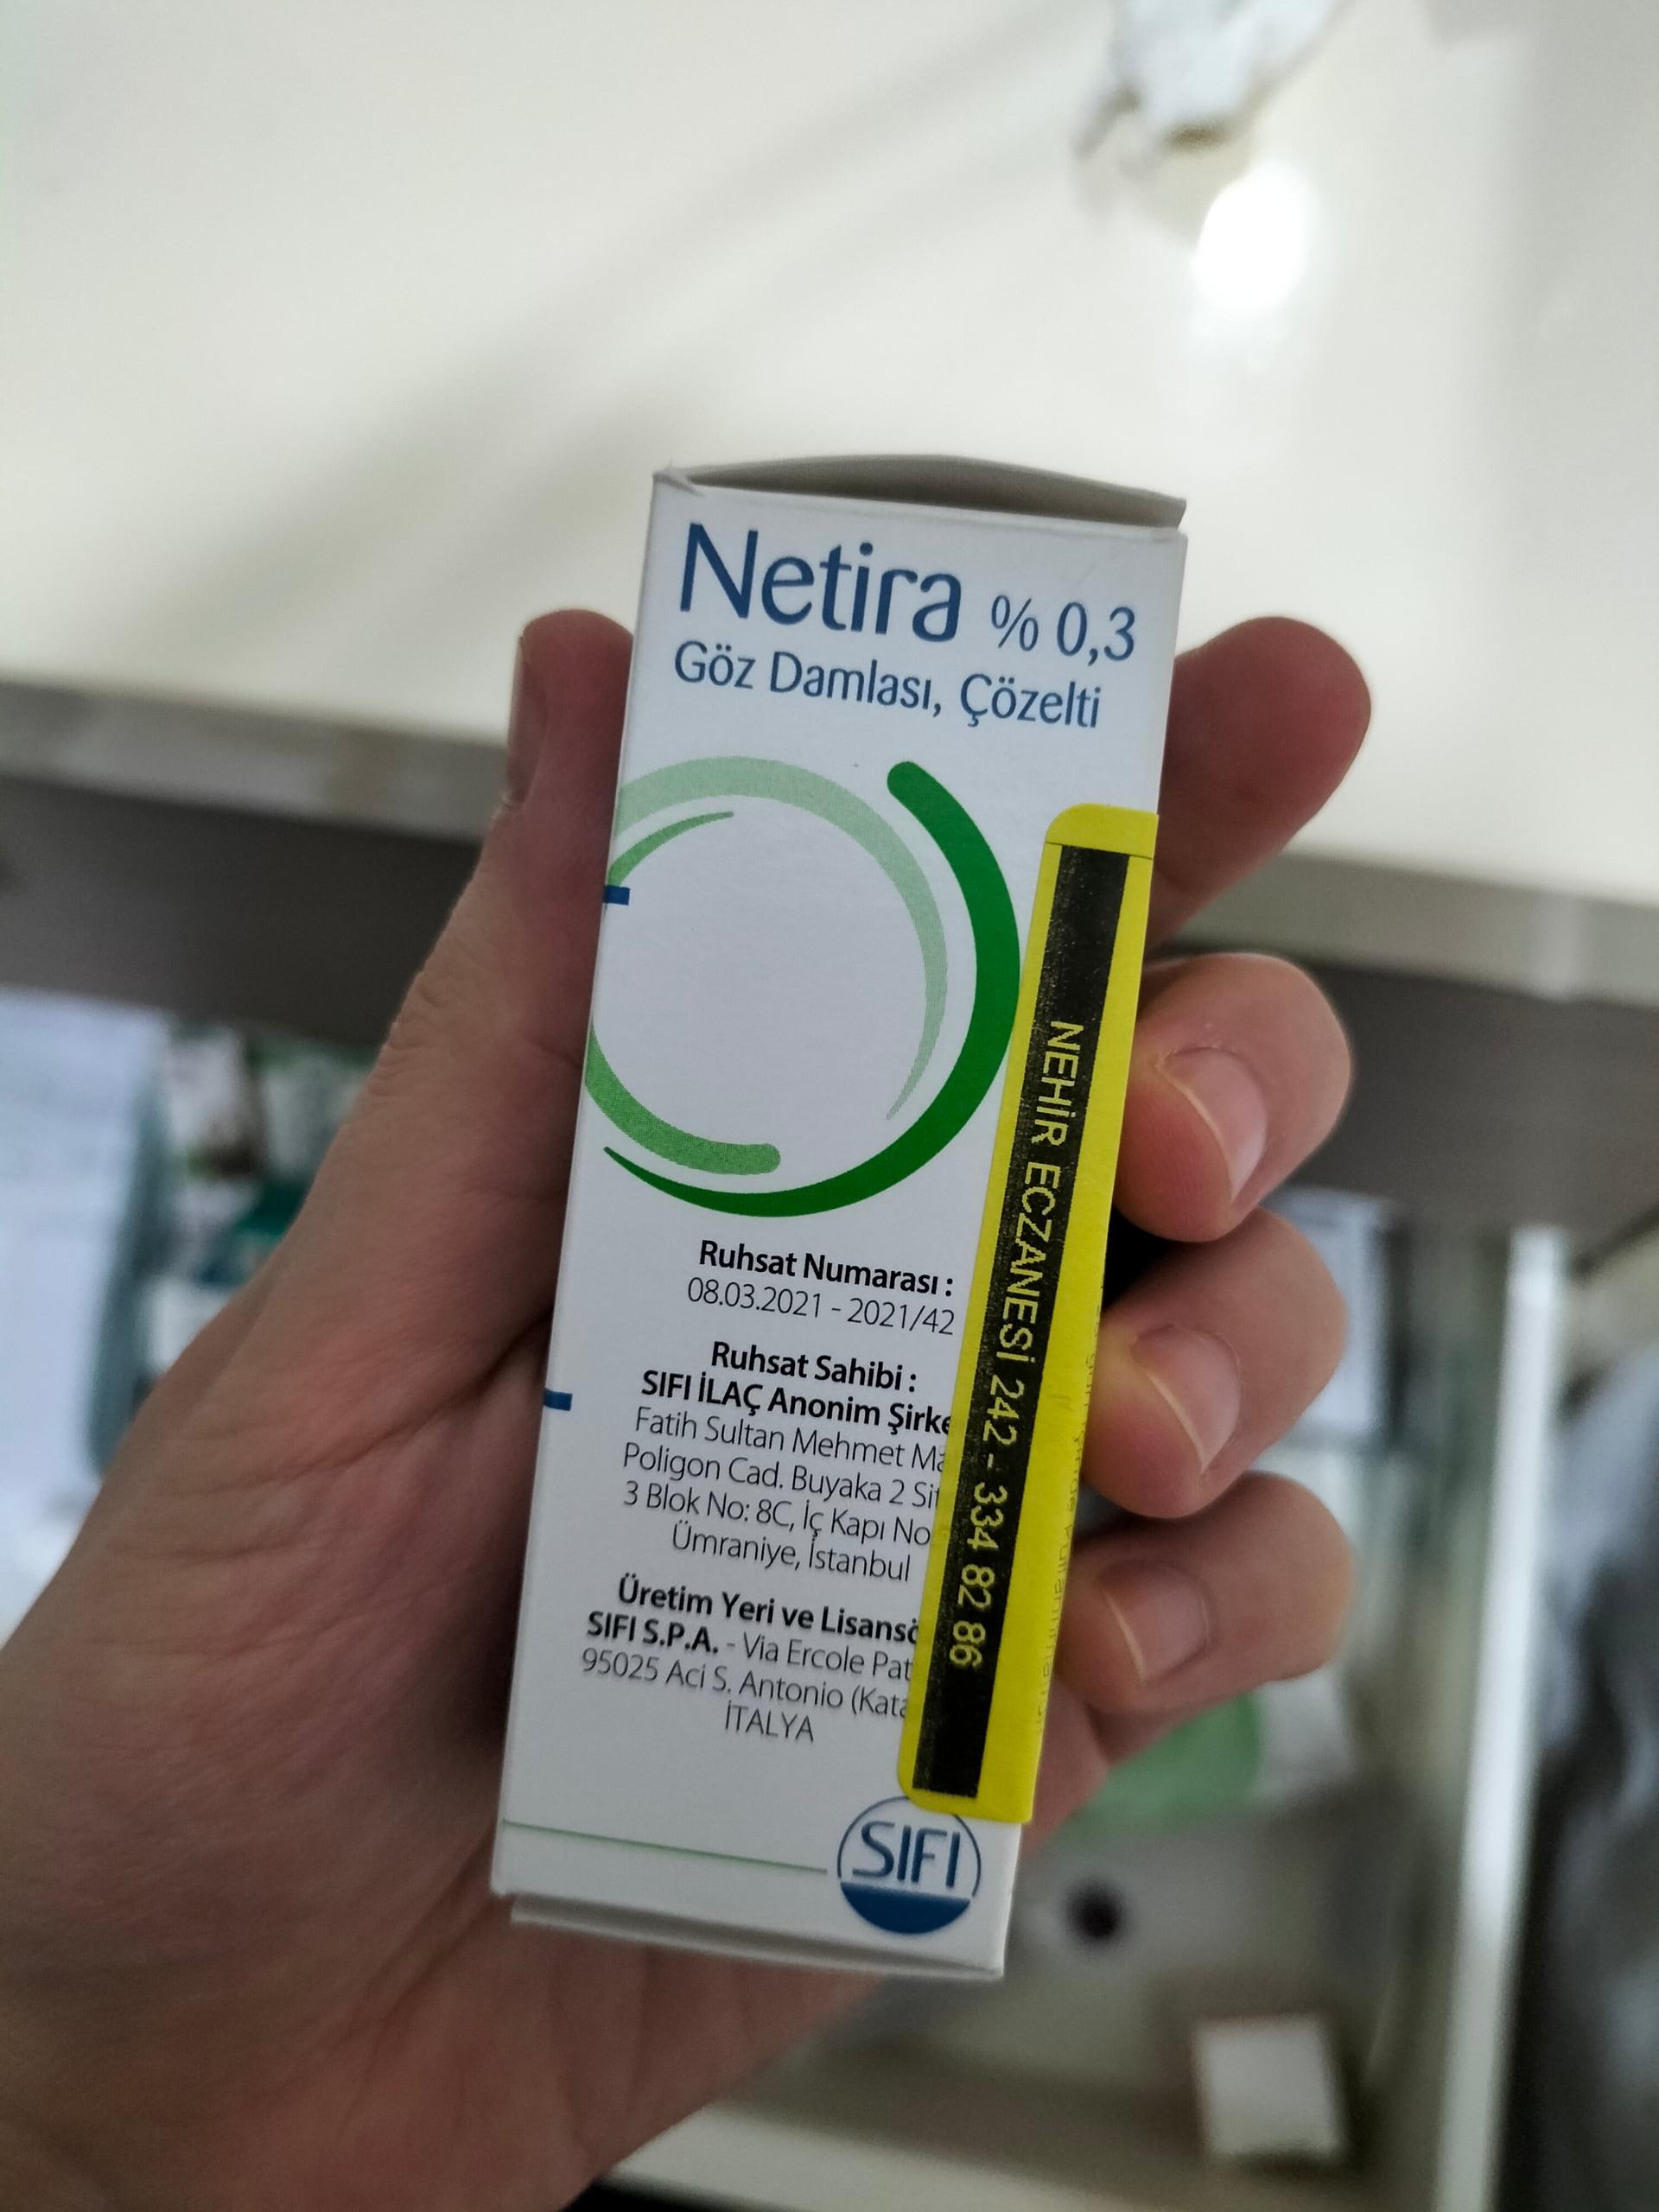 Netira % 0,3
Göz Damlası, Çözelti
Ruhsat Numarası :
08.03.2021 - 2021/42
Ruhsat Sahibi :
SIFI İLAÇ Anonim Şirke
Fatih Sultan Mehmet Ma
Poligon Cad. Buyaka 2 Sit
3 Blok No: 8C, İç Kapı No
Ümraniye, İstanbul
Üretim Yeri ve Lisansö
SIFI S.P.A. - Via Ercole Pat
95025 Aci S. Antonio (Kata
İTALYA
NEHİR ECZANESİ 242 - 334 82 86
SIFI